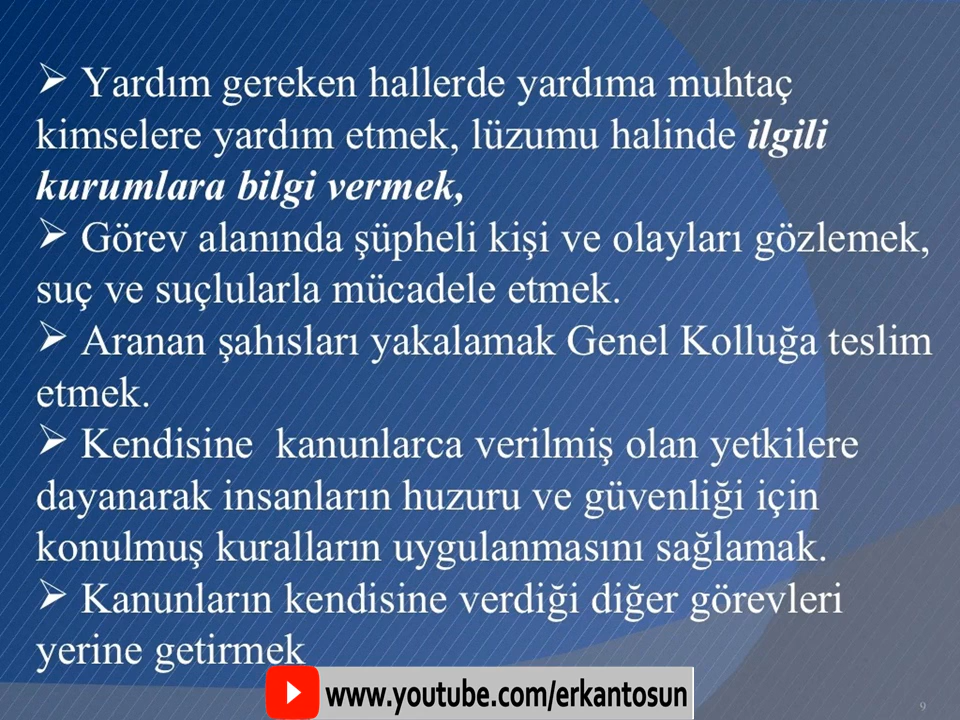 ➢ Yardım gereken hallerde yardıma muhtaç
kimselere yardım etmek, lüzumu halinde ilgili
kurumlara bilgi vermek,
➢ Görev alanında şüpheli kişi ve olayları gözlemek,
suç ve suçlularla mücadele etmek.
➢ Aranan şahısları yakalamak Genel Kolluğa teslim
etmek.
➢ Kendisine kanunlarca verilmiş olan yetkilere
dayanarak insanların huzuru ve güvenliği için
konulmuş kuralların uygulanmasını sağlamak.
➢ Kanunların kendisine verdiği diğer görevleri
yerine getirmek
www.youtube.com/erkantosun
9